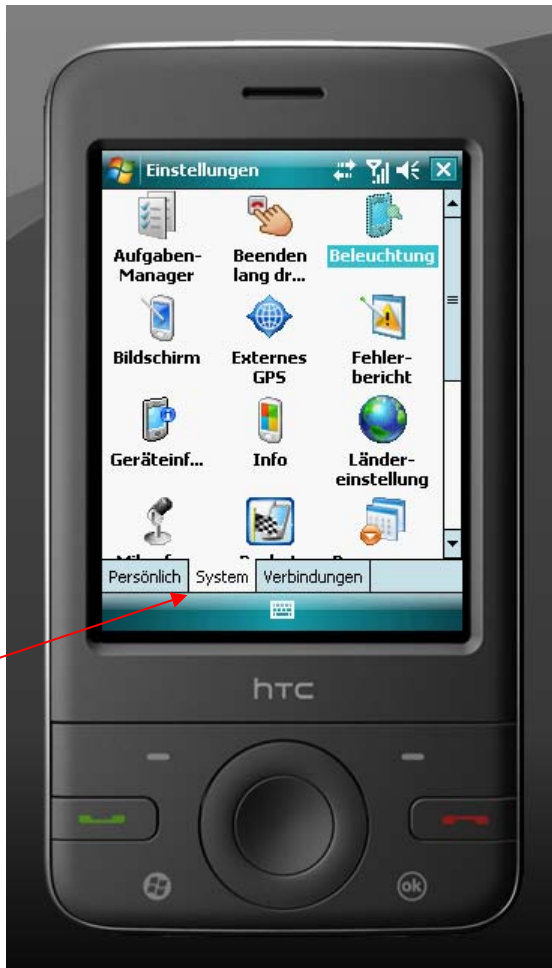 Einstellungen
Aufgaben-
Manager
Beenden
lang dr...
Beleuchtung
Bildschirm
Externes
GPS
Fehler-
bericht
Geräteinf...
Info
Länder-
einstellung
Persönlich System Verbindungen
hTC
ok